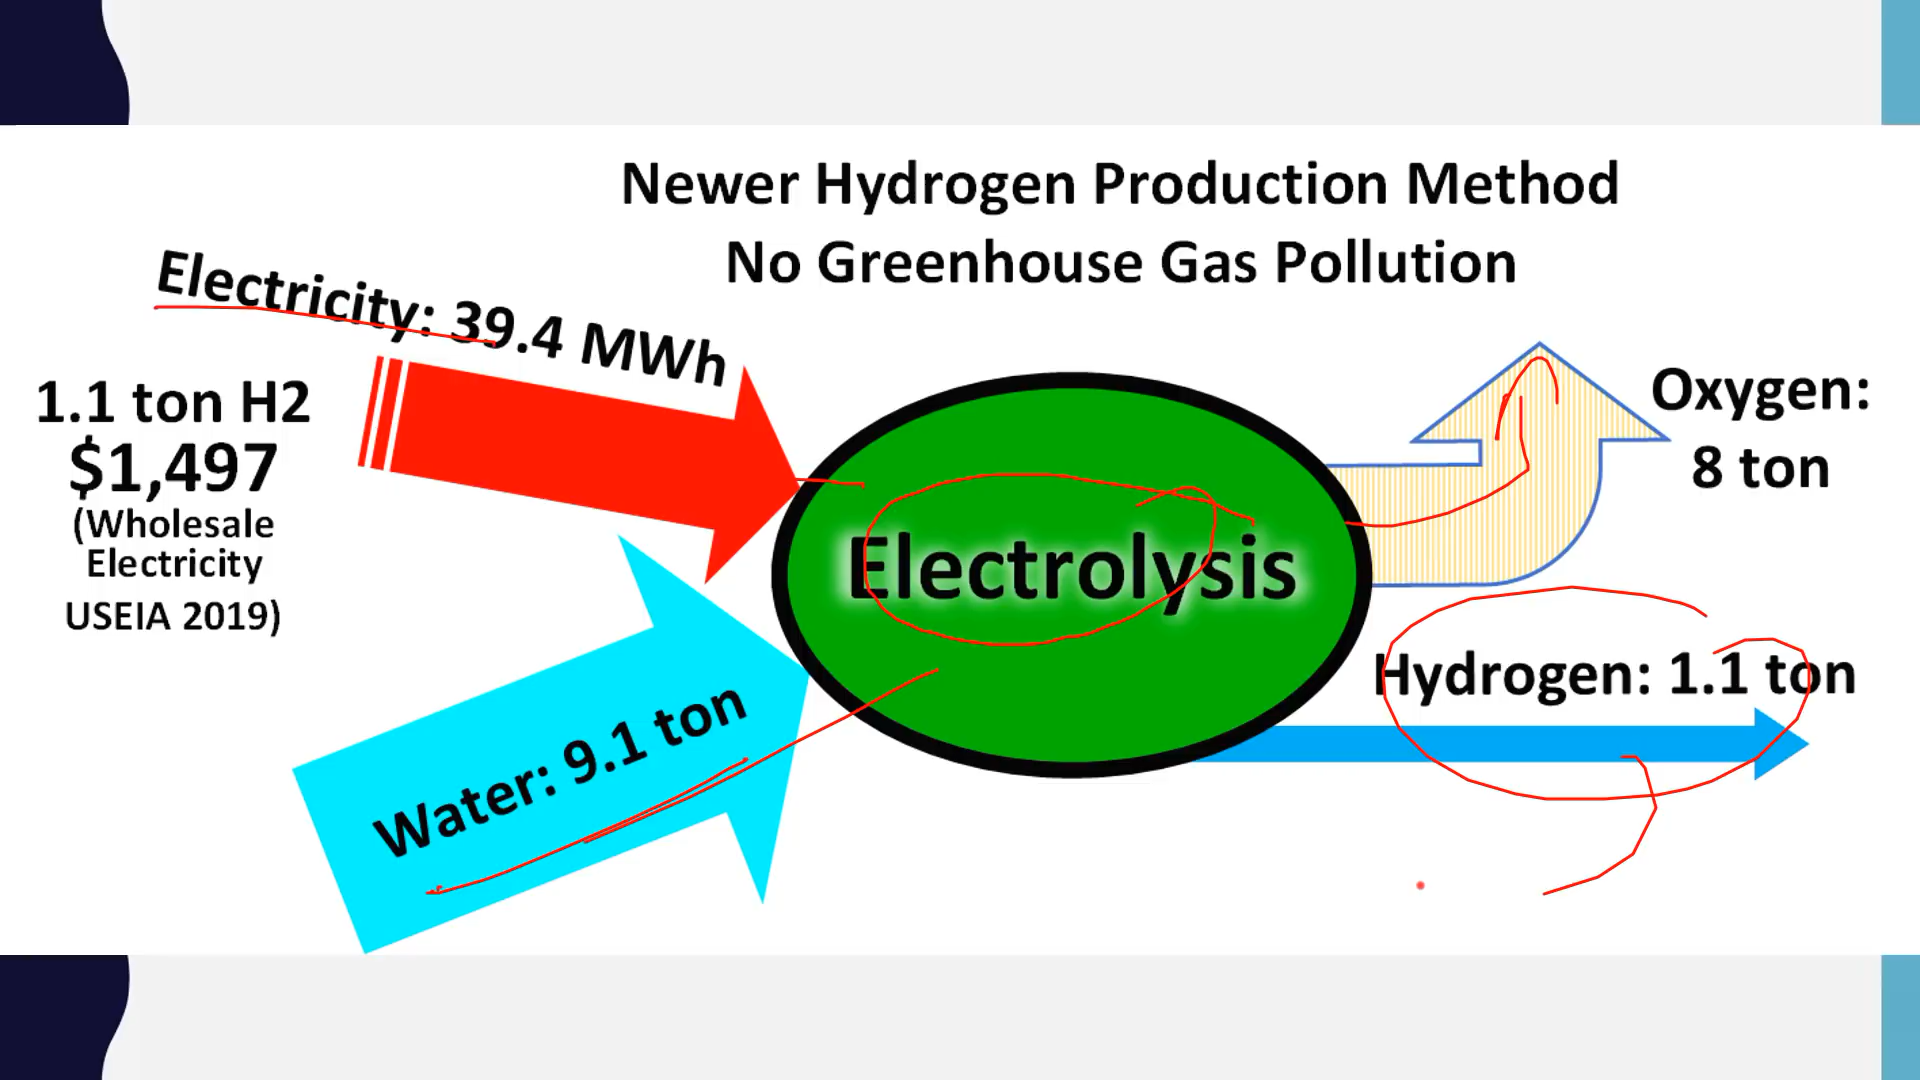 Newer Hydrogen Production Method
No Greenhouse Gas Pollution
Electricity: 39.4 MWh
1.1 ton H2
$1,497
(Wholesale
Electricity
USEIA 2019)
Water: 9.1 ton
Electrolysis
Oxygen:
8 ton
Hydrogen: 1.1 ton